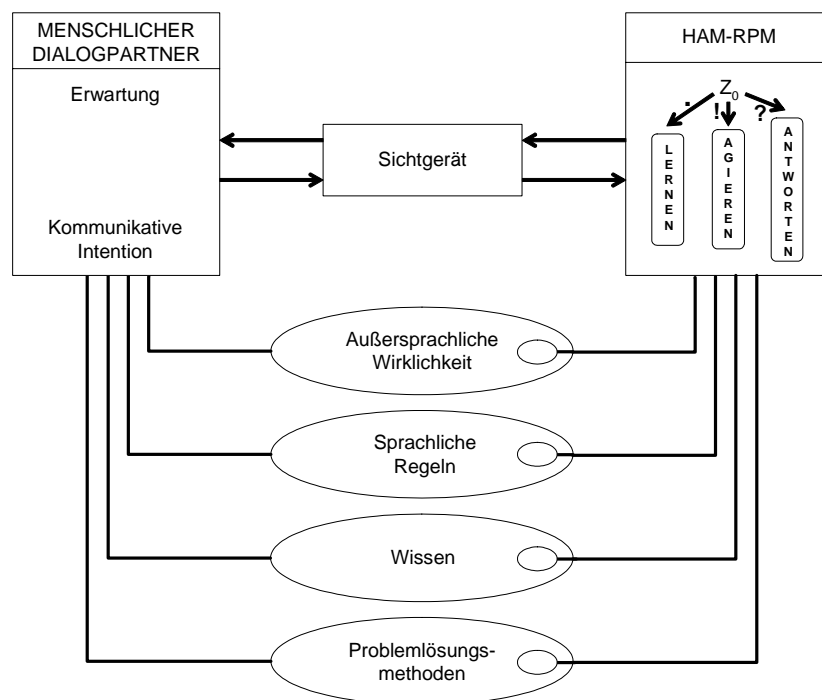 MENSCHLICHER
DIALOGPARTNER
Erwartung
Kommunikative
Intention
Sichtgerät
HAM-RPM
Z₀
. ! ?
LERNEN
AGIEREN
ANTWORTEN
Außersprachliche
Wirklichkeit
Sprachliche
Regeln
Wissen
Problemlösungs-
methoden